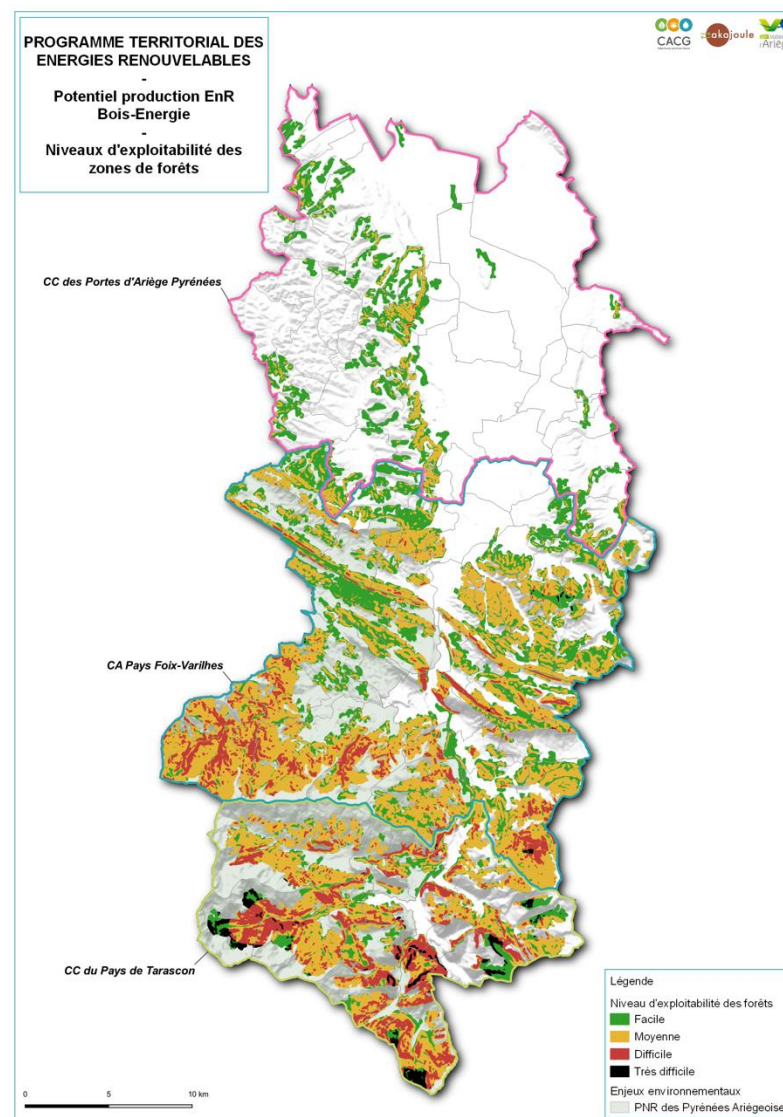 PROGRAMME TERRITORIAL DES
ENERGIES RENOUVELABLES
-
Potentiel production EnR
Bois-Energie
-
Niveaux d'exploitabilité des
zones de forêts
CACG
akajoule
CC des Portes d'Ariège Pyrénées
CA Pays Foix-Varilhes
CC du Pays de Tarascon
Légende
Niveau d'exploitabilité des forêts
Facile
Moyenne
Difficile
Très difficile
Enjeux environnementaux
PNR des Pyrénées Ariégeoise
0 5 10 km